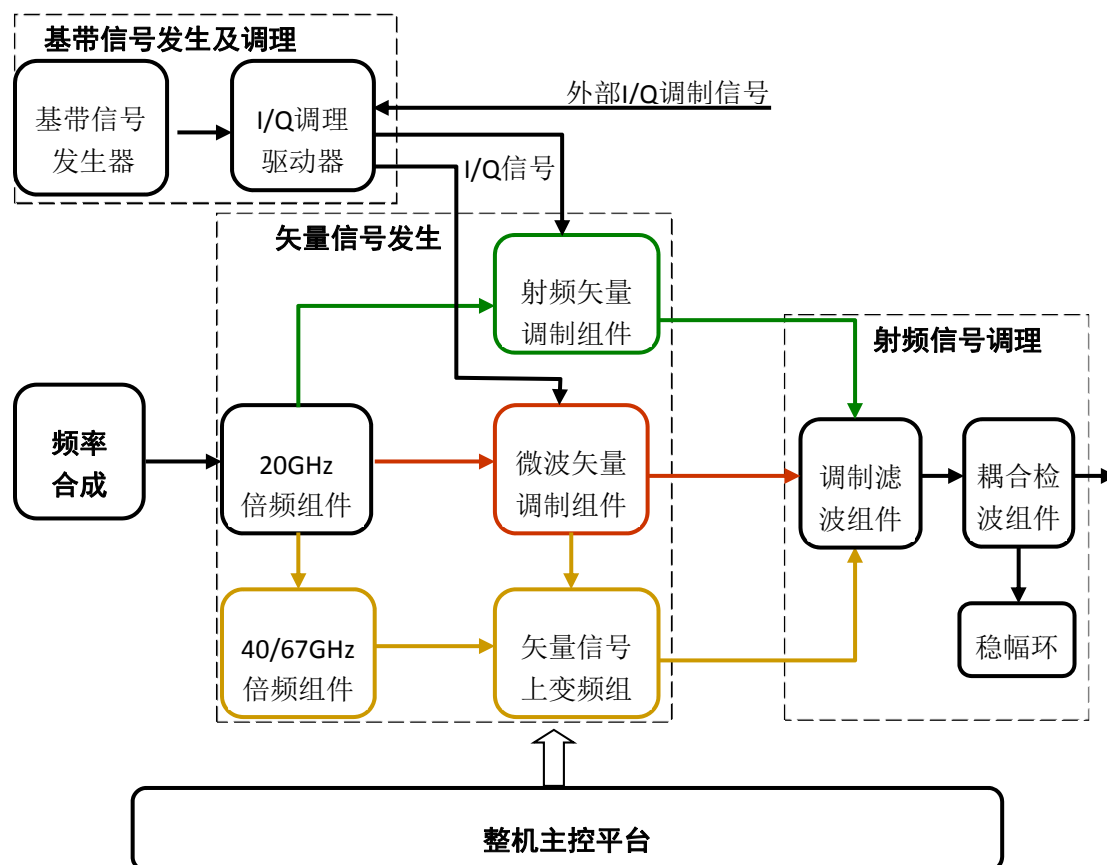 基带信号发生及调理
基带信号
发生器
I/Q调理
驱动器
外部I/Q调制信号
I/Q信号
矢量信号发生
射频矢量
调制组件
射频信号调理
频率
合成
20GHz
倍频组件
微波矢量
调制组件
调制滤
波组件
耦合检
波组件
40/67GHz
倍频组件
矢量信号
上变频组
稳幅环
整机主控平台